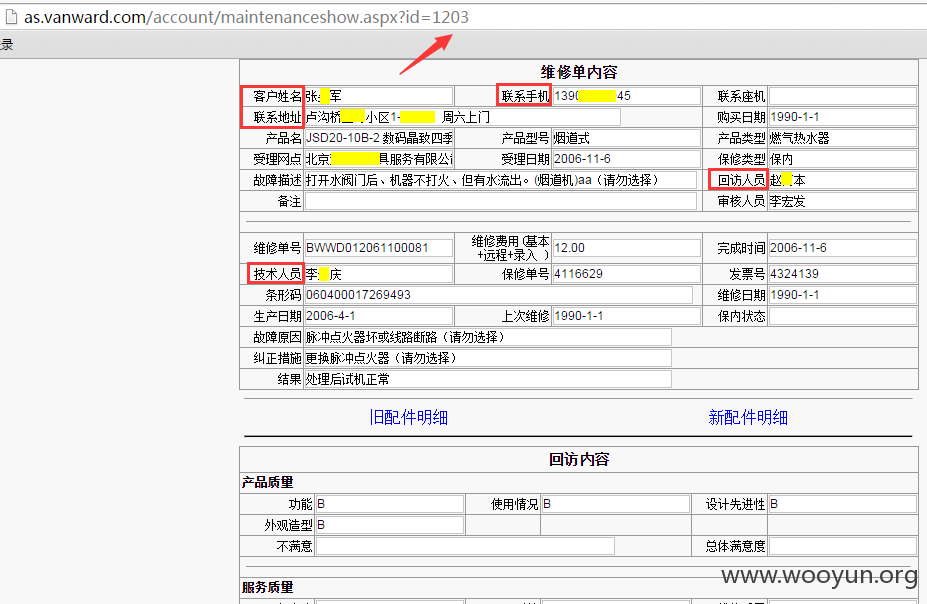 as.vanward.com/account/maintenanceshow.aspx?id=1203
录
维修单内容
客户姓名 张 军 联系手机 1390 45 联系座机
联系地址 卢沟桥 小区1- 周六上门 购买日期 1990-1-1
产品名 JSD20-10B-2 数码晶致四季 产品型号 烟道式 产品类型 燃气热水器
受理网点 北京 具服务有限公 受理日期 2006-11-6 保修类型 保内
故障描述 打开水阀门后、机器不打火、但有水流出。(烟道机)aa（请勿选择） 回访人员 赵 本
备注 审核人员 李宏发
维修单号 BWWD012061100081 维修费用(基本+远程+录入 ) 12.00 完成时间 2006-11-6
技术人员 李 庆 保修单号 4116629 发票号 4324139
条形码 060400017269493 维修日期 1990-1-1
生产日期 2006-4-1 上次维修 1990-1-1 保内状态
故障原因 脉冲点火器坏或线路断路（请勿选择）
纠正措施 更换脉冲点火器（请勿选择）
结果 处理后试机正常
旧配件明细 新配件明细
回访内容
产品质量
功能 B 使用情况 B 设计先进性 B
外观造型 B
不满意 总体满意度
www.wooyun.org
服务质量